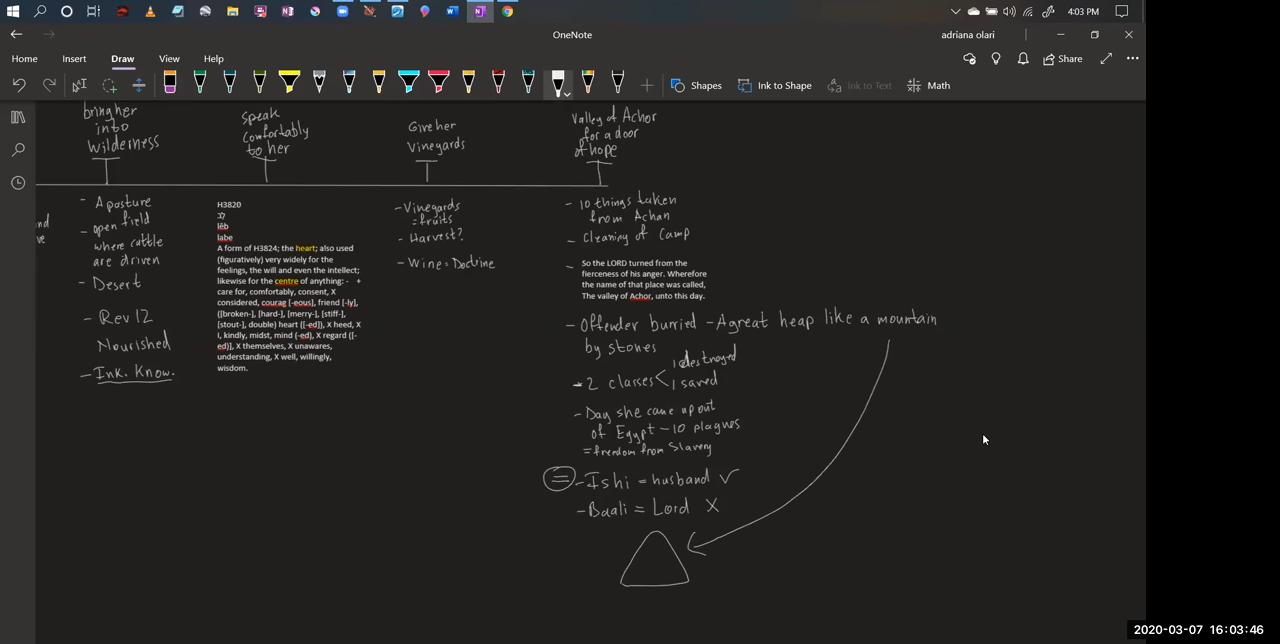 4:03 PM
OneNote
adriana olari
Home Insert Draw View Help
Share
Shapes
Ink to Shape
Ink to Text
Math
bring her
into
wilderness
speak
comfortably
to her
Give her
vineyards
Valley of Achor
for a door
of hope
nd
ve
- A pasture
- open field
where cattle
are driven
- Desert
- Rev 12
Nourished
- Ink. Know.
H3820
לב
lêb
labe
A form of H3824; the heart; also used
(figuratively) very widely for the
feelings, the will and even the intellect;
likewise for the centre of anything: - +
care for, comfortably, consent, X
considered, courag [-eous], friend [-ly],
([broken-], [hard-], [merry-], [stiff-],
[stout-], double) heart ([-ed]), X heed, X
I, kindly, midst, mind (-ed), X regard ([-
ed)], X themselves, X unawares,
understanding, X well, willingly,
wisdom.
- Vinegards
= fruits
- Harvest?
- Wine = Doctrine
- 10 things taken
from Achan
- Cleaning of Camp
- So the LORD turned from the
fierceness of his anger. Wherefore
the name of that place was called,
The valley of Achor, unto this day.
- Offender burried - A great heap like a mountain
by stones
- 2 classes < 1 destroyed
1 saved
- Day she came up out
of Egypt - 10 plagues
= freedom from Slavery
= - Ishi = husband √
- Baali = Lord X
2020-03-07 16:03:46